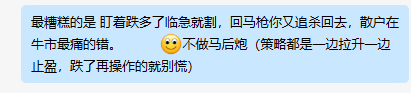 最糟糕的是 盯着跌多了临急就割，回马枪你又追杀回去，散户在
牛市最痛的错。 不做马后炮（策略都是一边拉升一边
止盈，跌了再操作的就别慌）